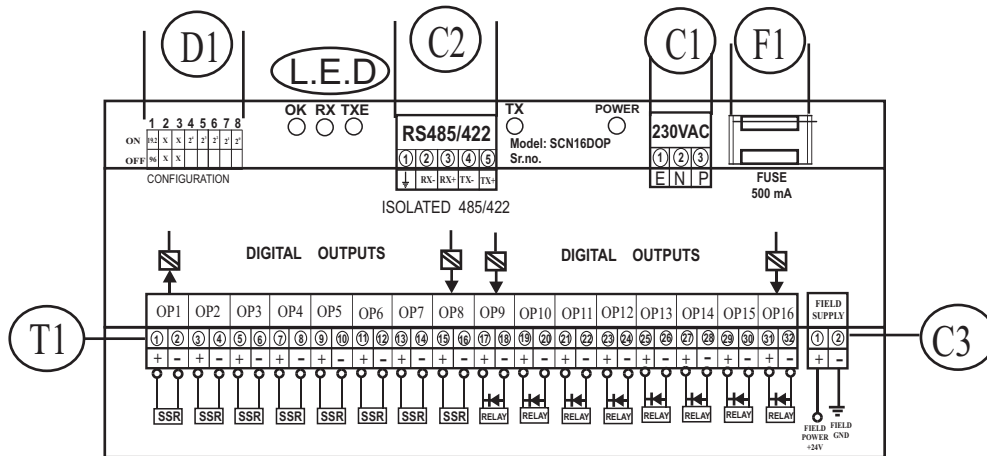 D1
L.E.D
C2
C1
F1
OK RX TXE
TX
POWER
1 2 3 4 5 6 7 8
ON 19.2 X X
OFF 96 X X
CONFIGURATION
RS485/422
1 2 3 4 5
RX- RX+ TX- TX+
ISOLATED 485/422
Model: SCN16DOP
Sr.no.
230VAC
1 2 3
E N P
FUSE
500 mA
DIGITAL OUTPUTS
DIGITAL OUTPUTS
OP1 OP2 OP3 OP4 OP5 OP6 OP7 OP8 OP9 OP10 OP11 OP12 OP13 OP14 OP15 OP16
FIELD
SUPPLY
T1
1 2 3 4 5 6 7 8 9 10 11 12 13 14 15 16 17 18 19 20 21 22 23 24 25 26 27 28 29 30 31 32
1 2
C3
+ - + - + - + - + - + - + - + - + - + - + - + - + - + - + - + -
+ -
SSR SSR SSR SSR SSR SSR SSR SSR RELAY RELAY RELAY RELAY RELAY RELAY RELAY RELAY
FIELD
POWER
+24V
FIELD
GND